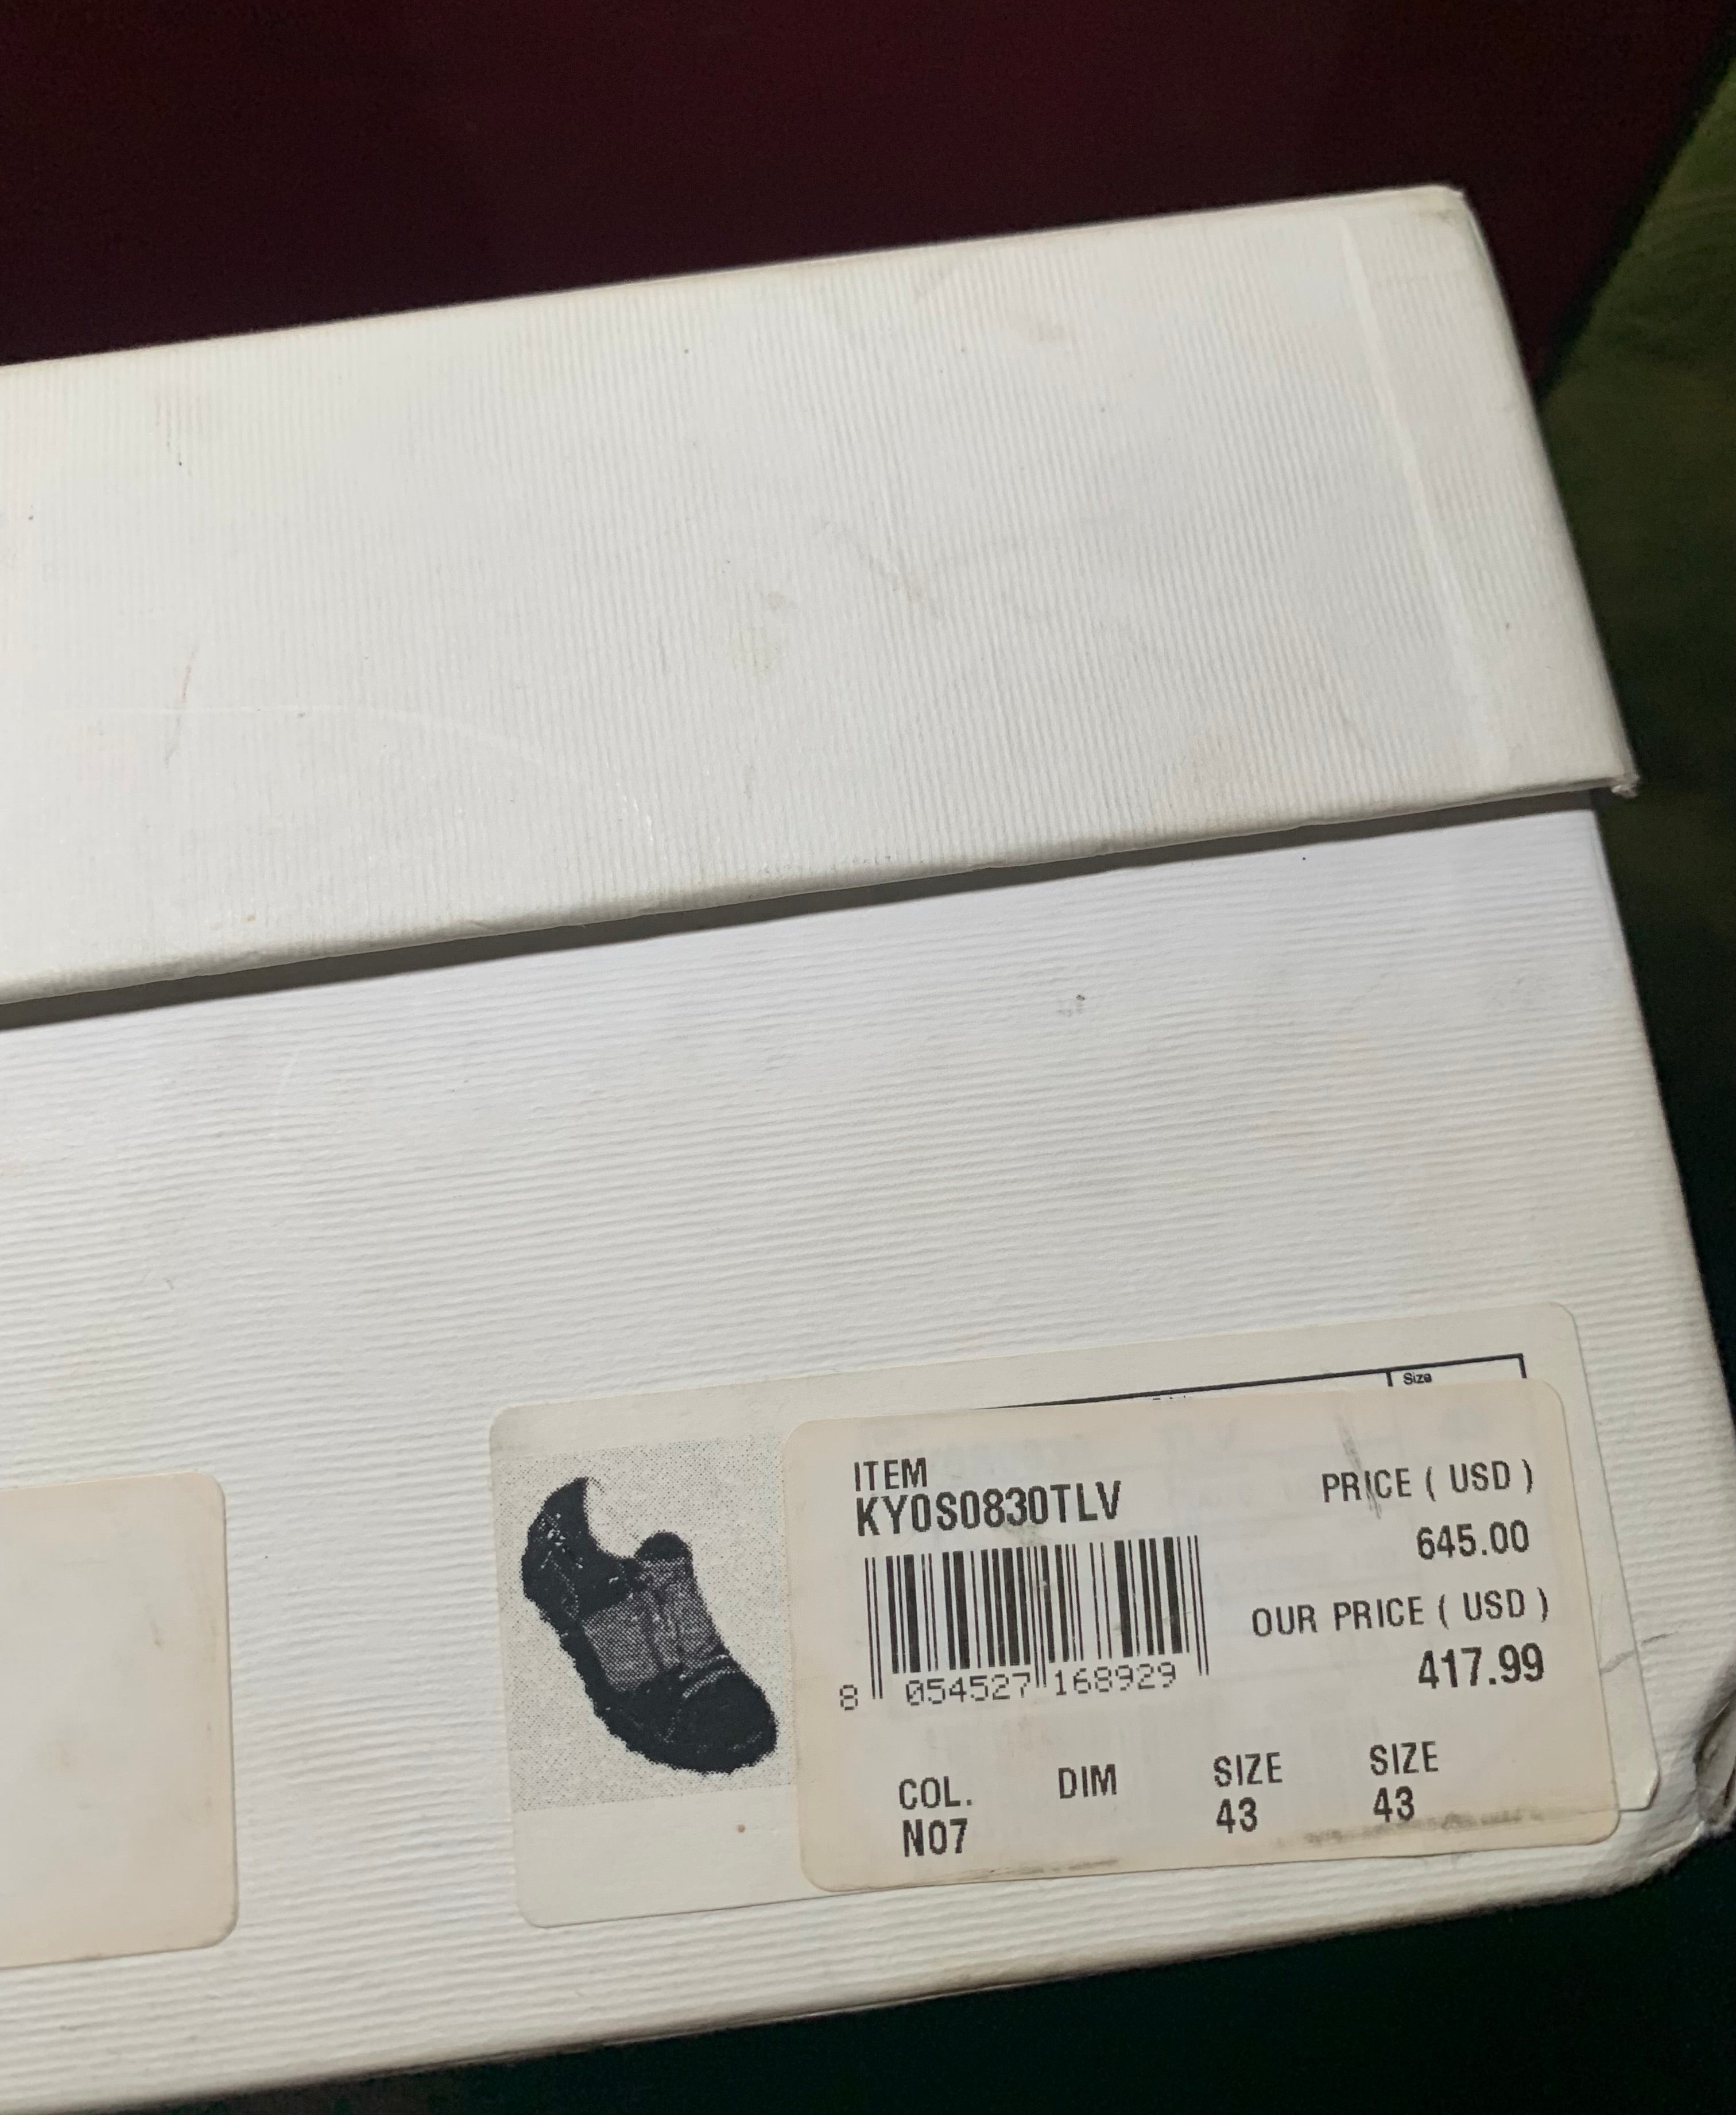 Size
ITEM
KY0S0830TLV
PRICE ( USD )
645.00
OUR PRICE ( USD )
417.99
8 054527 168929
COL. DIM SIZE SIZE
N07 43 43